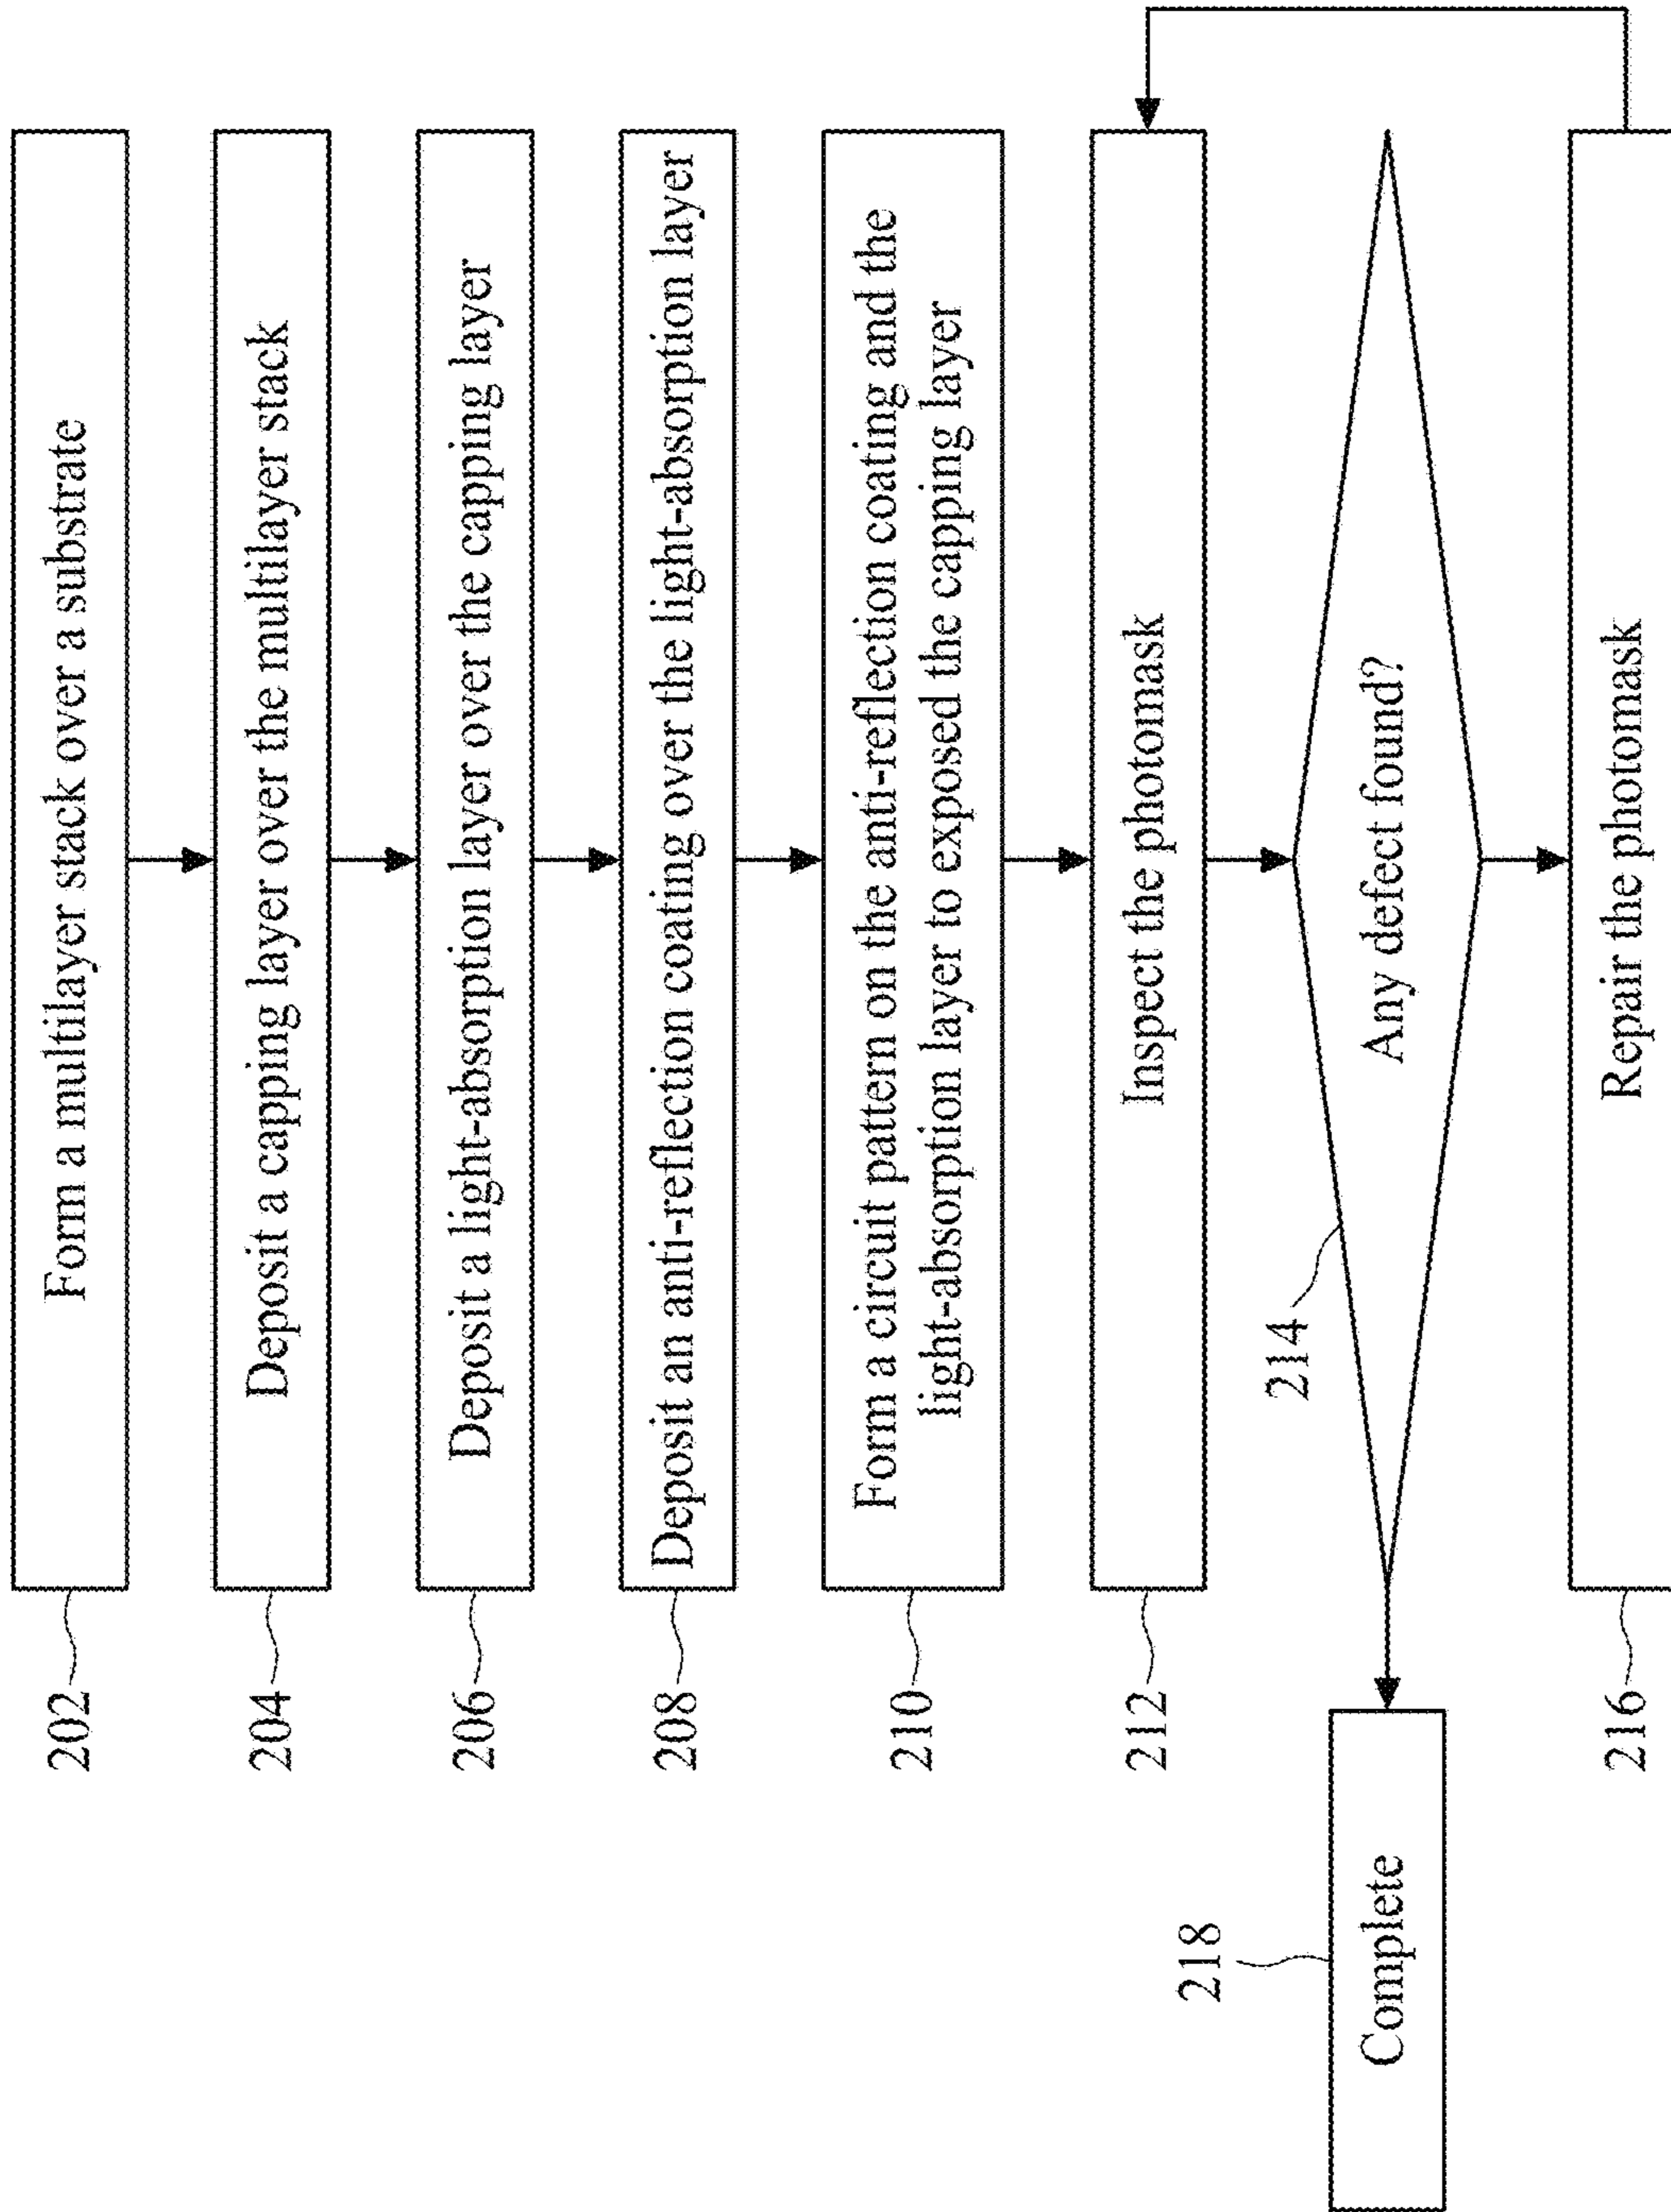 202
Form a multilayer stack over a substrate
204
Deposit a capping layer over the multilayer stack
206
Deposit a light-absorption layer over the capping layer
208
Deposit an anti-reflection coating over the light-absorption layer
210
Form a circuit pattern on the anti-reflection coating and the
light-absorption layer to exposed the capping layer
212
Inspect the photomask
214
Any defect found?
218
Complete
216
Repair the photomask